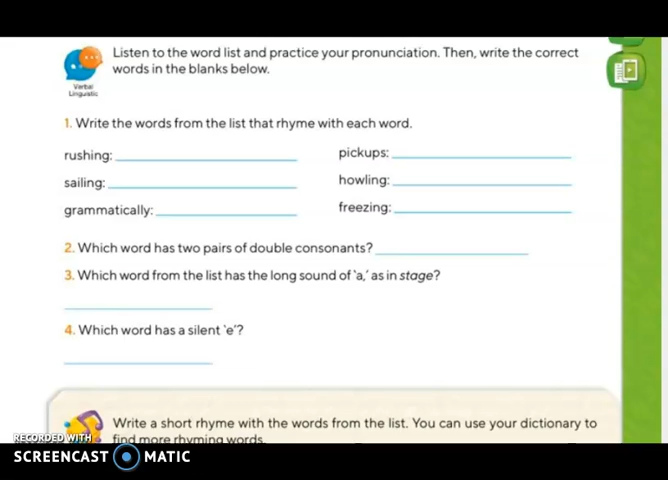 Listen to the word list and practice your pronunciation. Then, write the correct
words in the blanks below.
Verbal
Linguistic
1. Write the words from the list that rhyme with each word.
rushing:
pickups:
sailing:
howling:
grammatically:
freezing:
2. Which word has two pairs of double consonants?
3. Which word from the list has the long sound of 'a,' as in stage?
4. Which word has a silent 'e'?
Write a short rhyme with the words from the list. You can use your dictionary to
find more rhyming words.
RECORDED WITH
SCREENCAST MATIC